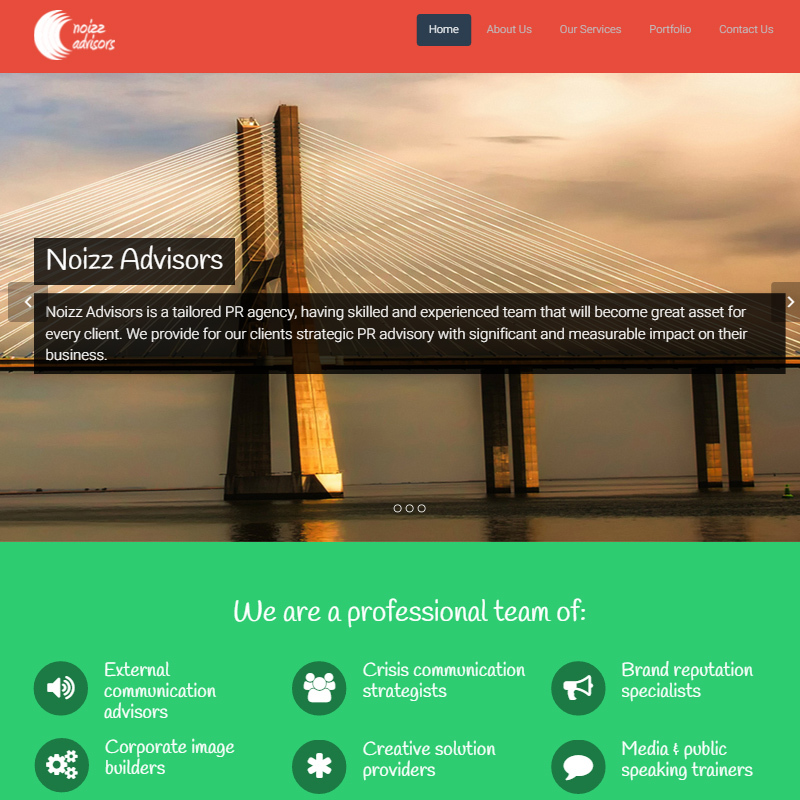 noizz
advisors
Home About Us Our Services Portfolio Contact Us
Noizz Advisors
Noizz Advisors is a tailored PR agency, having skilled and experienced team that will become great asset for
every client. We provide for our clients strategic PR advisory with significant and measurable impact on their
business.
We are a professional team of:
External
communication
advisors
Crisis communication
strategists
Brand reputation
specialists
Corporate image
builders
Creative solution
providers
Media & public
speaking trainers